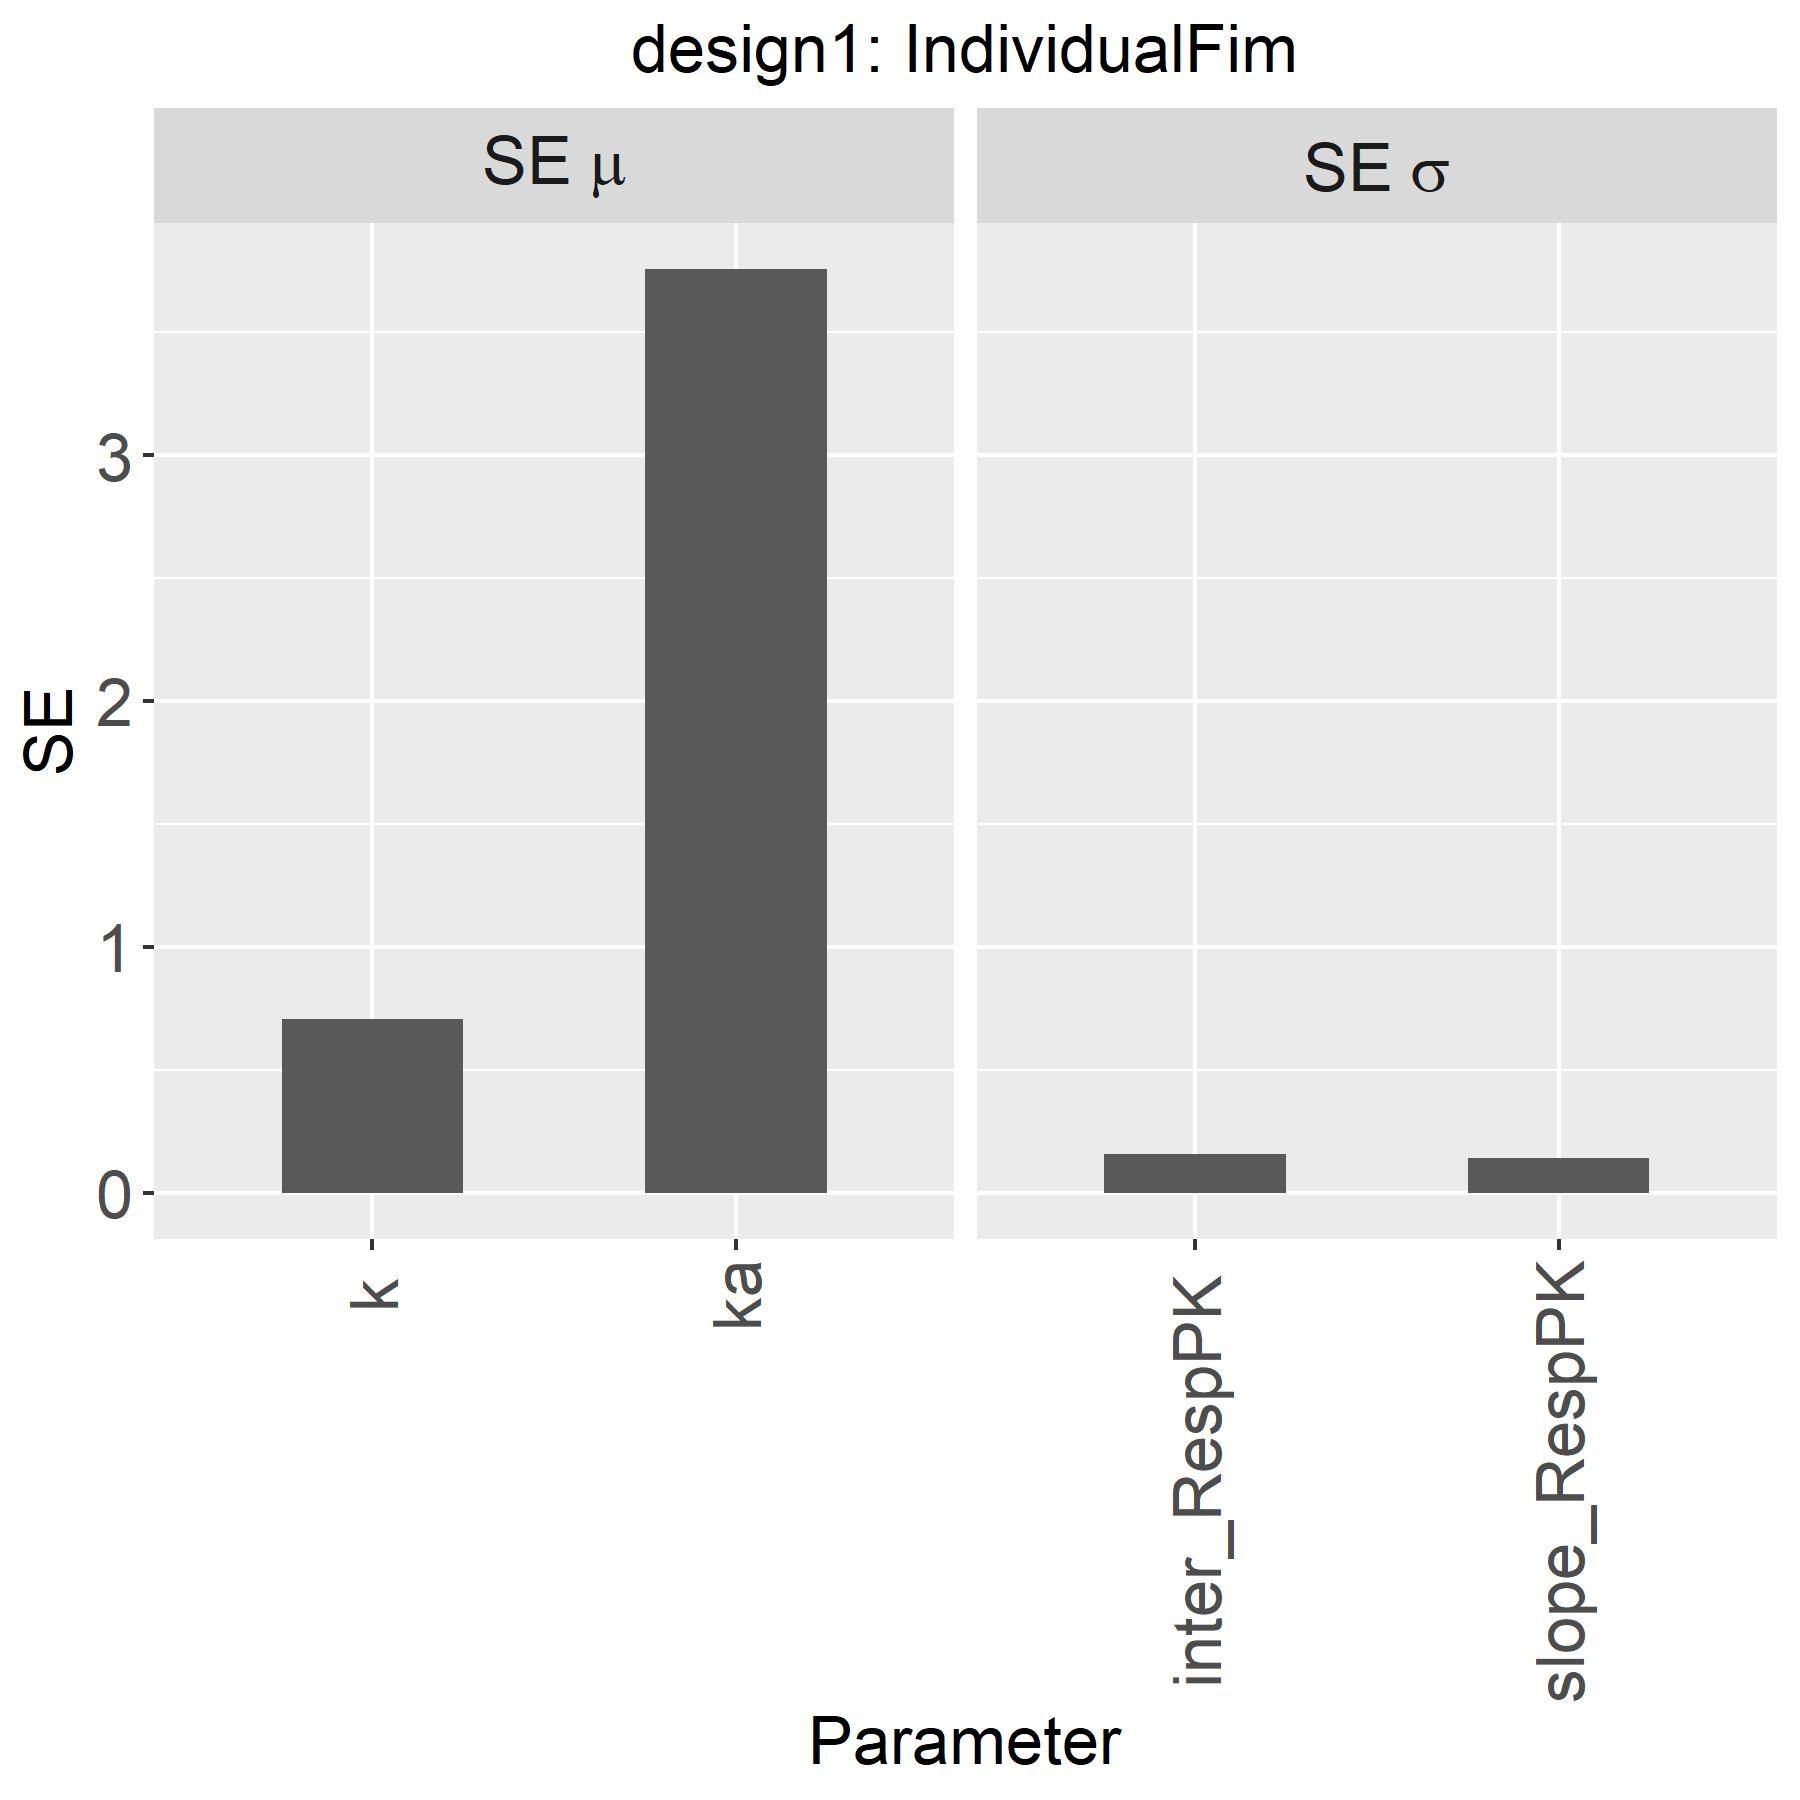 design1: IndividualFim
SE μ
SE σ
SE
3
2
1
0
k
ka
inter_RespPK
slope_RespPK
Parameter